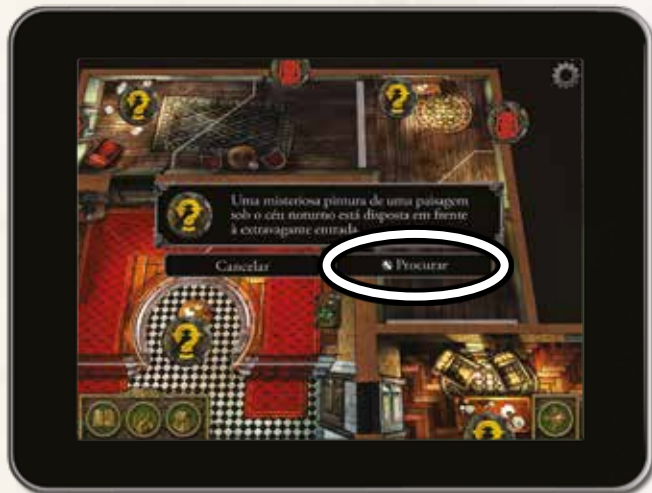 Uma misteriosa pintura de uma paisagem
sob o céu noturno está disposta em frente
à extravagante entrada.
Cancelar
Procurar